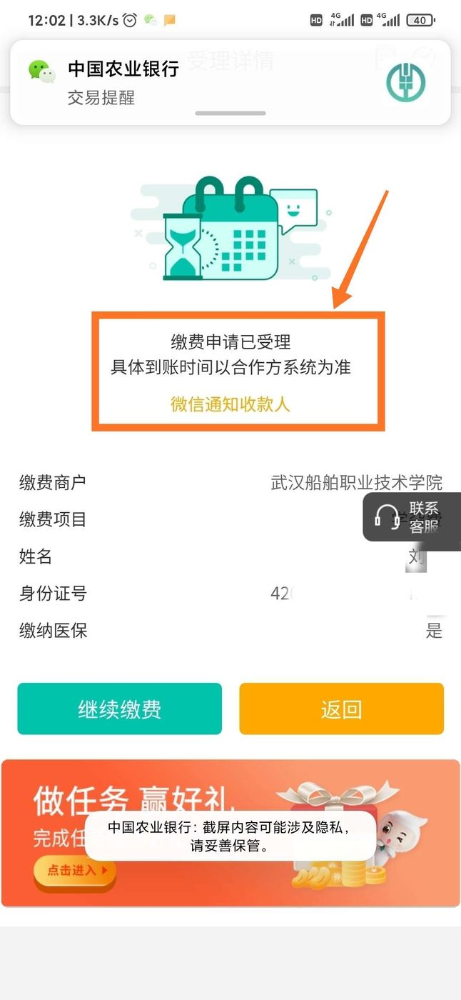 12:02 | 3.3K/s
HD 4G HD 4G 40
中国农业银行
交易提醒
受理详情
缴费申请已受理
具体到账时间以合作方系统为准
微信通知收款人
缴费商户 武汉船舶职业技术学院
缴费项目
联系
客服
姓名 刘
身份证号 420
缴纳医保 是
继续缴费 返回
做任务 赢好礼
完成任
中国农业银行: 截屏内容可能涉及隐私，
请妥善保管。
点击进入